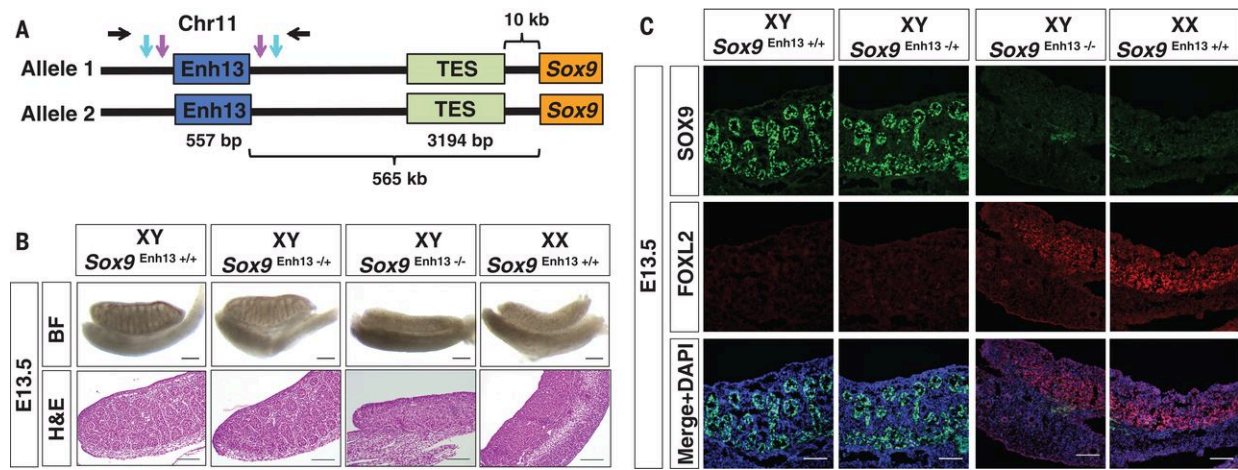 A
Chr11
10 kb
Allele 1
Enh13
TES
Sox9
Allele 2
Enh13
TES
Sox9
557 bp
3194 bp
565 kb
B
XY
Sox9 Enh13 +/+
XY
Sox9 Enh13 -/+
XY
Sox9 Enh13 -/-
XX
Sox9 Enh13 +/+
E13.5
BF
H&E
C
XY
Sox9 Enh13 +/+
XY
Sox9 Enh13 -/+
XY
Sox9 Enh13 -/-
XX
Sox9 Enh13 +/+
E13.5
SOX9
FOXL2
Merge+DAPI